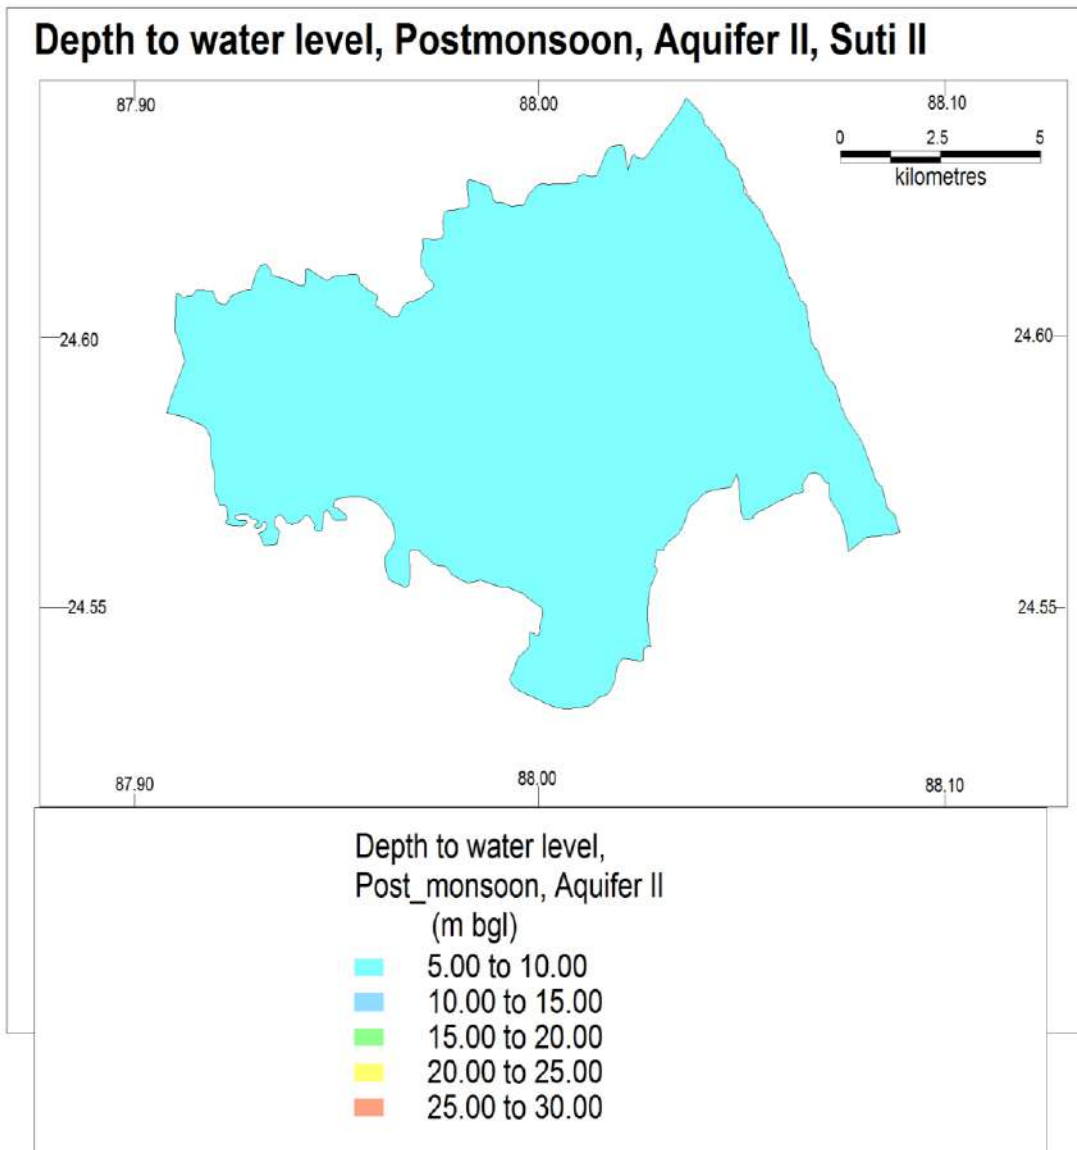 Depth to water level, Postmonsoon, Aquifer II, Suti II
87.90 88.00 88.10
0 2.5 5
kilometres
24.60 24.60
24.55 24.55
87.90 88.00 88.10
Depth to water level,
Post_monsoon, Aquifer II
(m bgl)
5.00 to 10.00
10.00 to 15.00
15.00 to 20.00
20.00 to 25.00
25.00 to 30.00